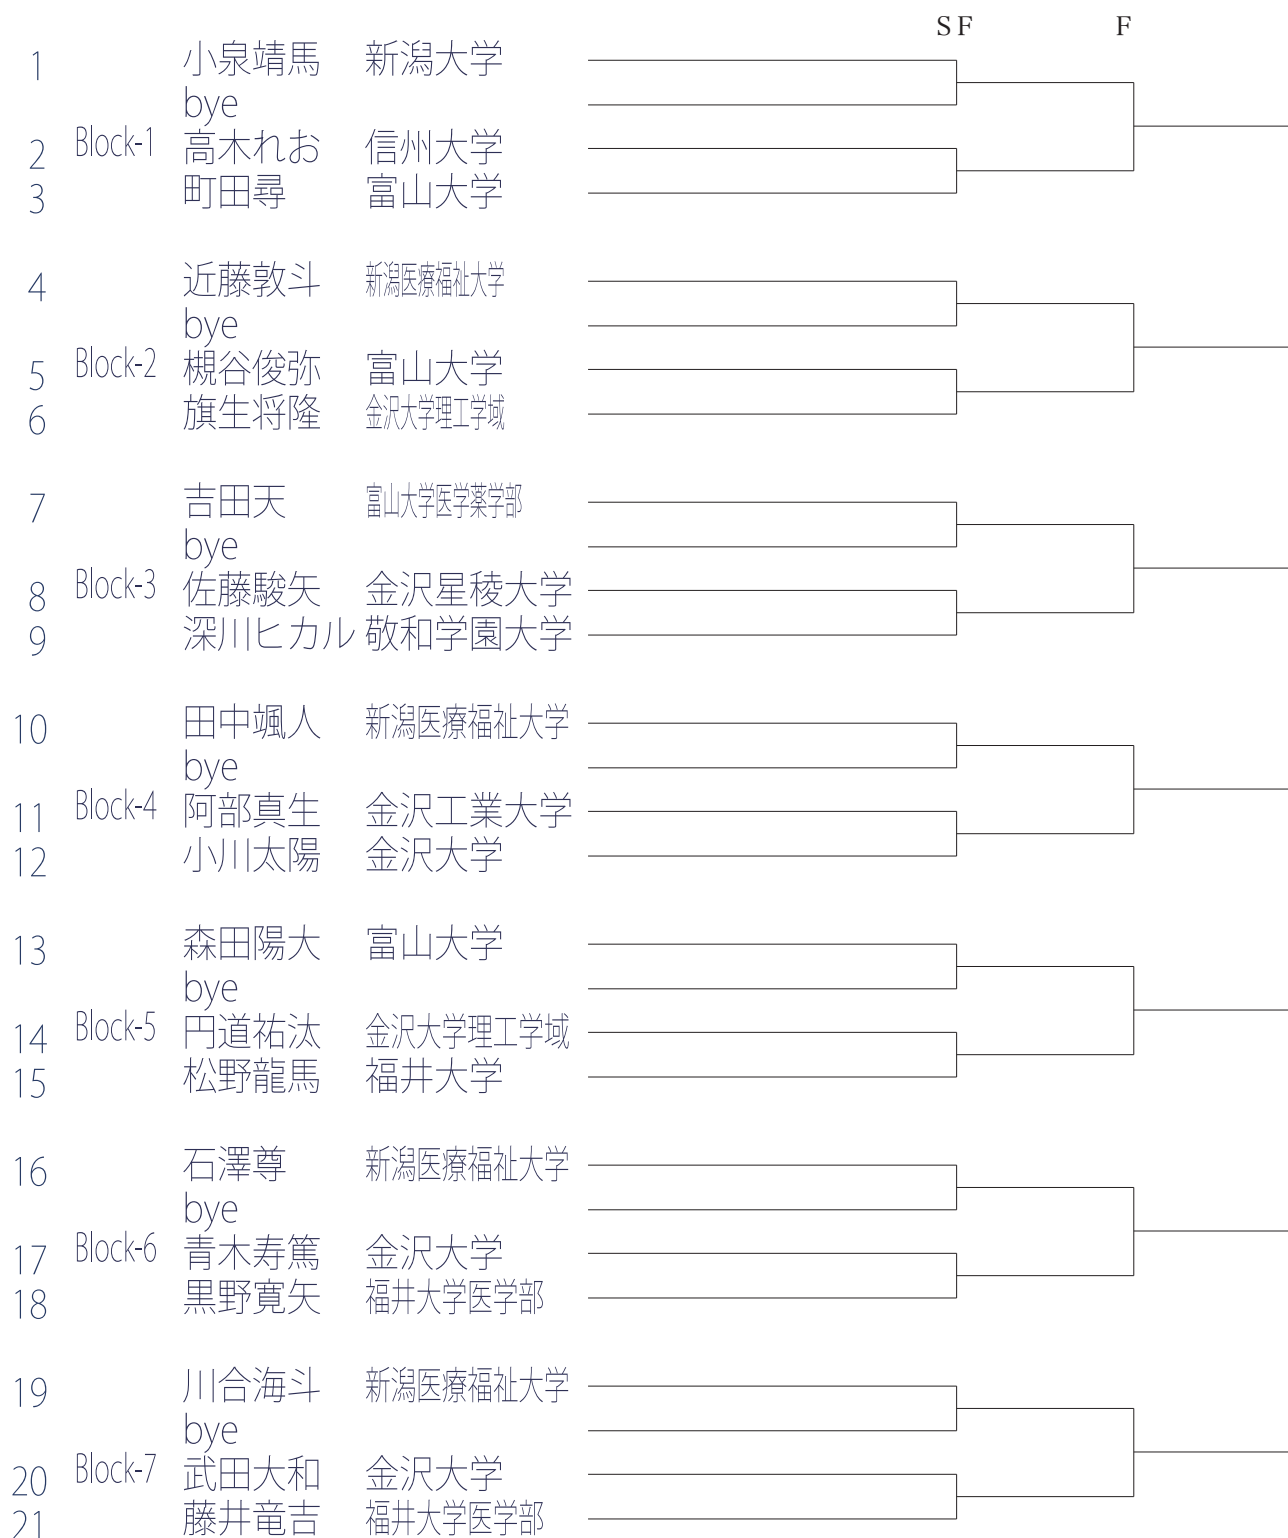 SF F
1 小泉靖馬 新潟大学
bye
Block-1
2 高木れお 信州大学
3 町田尋 富山大学
4 近藤敦斗 新潟医療福祉大学
bye
Block-2
5 槻谷俊弥 富山大学
6 旗生将隆 金沢大学理工学域
7 吉田天 富山大学医学薬学部
bye
Block-3
8 佐藤駿矢 金沢星稜大学
9 深川ヒカル 敬和学園大学
10 田中颯人 新潟医療福祉大学
bye
Block-4
11 阿部真生 金沢工業大学
12 小川太陽 金沢大学
13 森田陽大 富山大学
bye
Block-5
14 円道祐汰 金沢大学理工学域
15 松野龍馬 福井大学
16 石澤尊 新潟医療福祉大学
bye
Block-6
17 青木寿篤 金沢大学
18 黒野寛矢 福井大学医学部
19 川合海斗 新潟医療福祉大学
bye
Block-7
20 武田大和 金沢大学
21 藤井竜吉 福井大学医学部